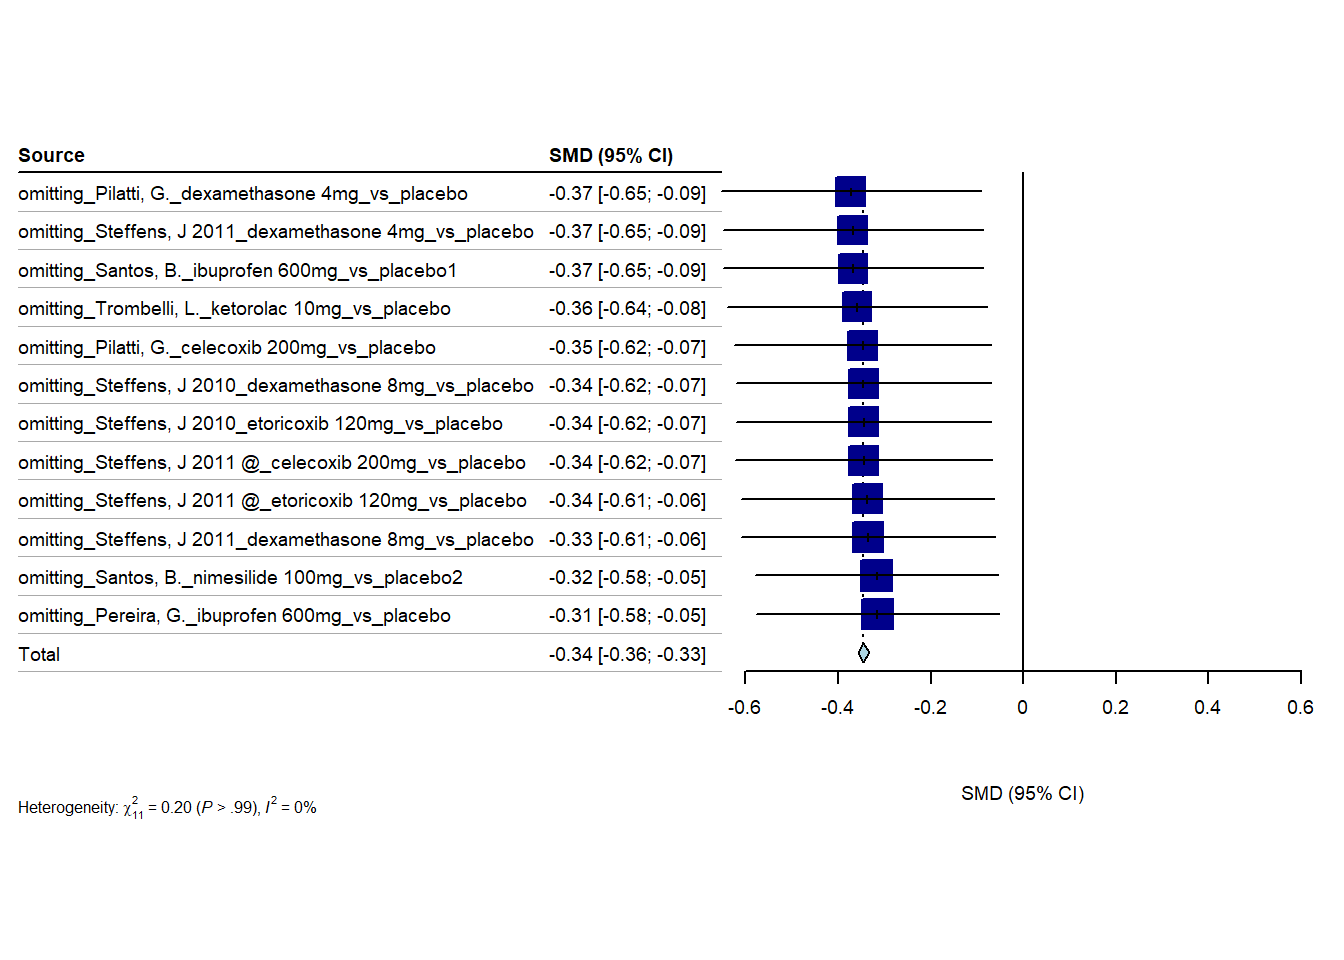 Source SMD (95% CI)
omitting_Pilatti, G._dexamethasone 4mg_vs_placebo -0.37 [-0.65; -0.09]
omitting_Steffens, J 2011_dexamethasone 4mg_vs_placebo -0.37 [-0.65; -0.09]
omitting_Santos, B._ibuprofen 600mg_vs_placebo1 -0.37 [-0.65; -0.09]
omitting_Trombelli, L._ketorolac 10mg_vs_placebo -0.36 [-0.64; -0.08]
omitting_Pilatti, G._celecoxib 200mg_vs_placebo -0.35 [-0.62; -0.07]
omitting_Steffens, J 2010_dexamethasone 8mg_vs_placebo -0.34 [-0.62; -0.07]
omitting_Steffens, J 2010_etoricoxib 120mg_vs_placebo -0.34 [-0.62; -0.07]
omitting_Steffens, J 2011 @_celecoxib 200mg_vs_placebo -0.34 [-0.62; -0.07]
omitting_Steffens, J 2011 @_etoricoxib 120mg_vs_placebo -0.34 [-0.61; -0.06]
omitting_Steffens, J 2011_dexamethasone 8mg_vs_placebo -0.33 [-0.61; -0.06]
omitting_Santos, B._nimesilide 100mg_vs_placebo2 -0.32 [-0.58; -0.05]
omitting_Pereira, G._ibuprofen 600mg_vs_placebo -0.31 [-0.58; -0.05]
Total -0.34 [-0.36; -0.33]
-0.6 -0.4 -0.2 0 0.2 0.4 0.6
SMD (95% CI)
Heterogeneity: χ²₁₁ = 0.20 (P > .99), I² = 0%